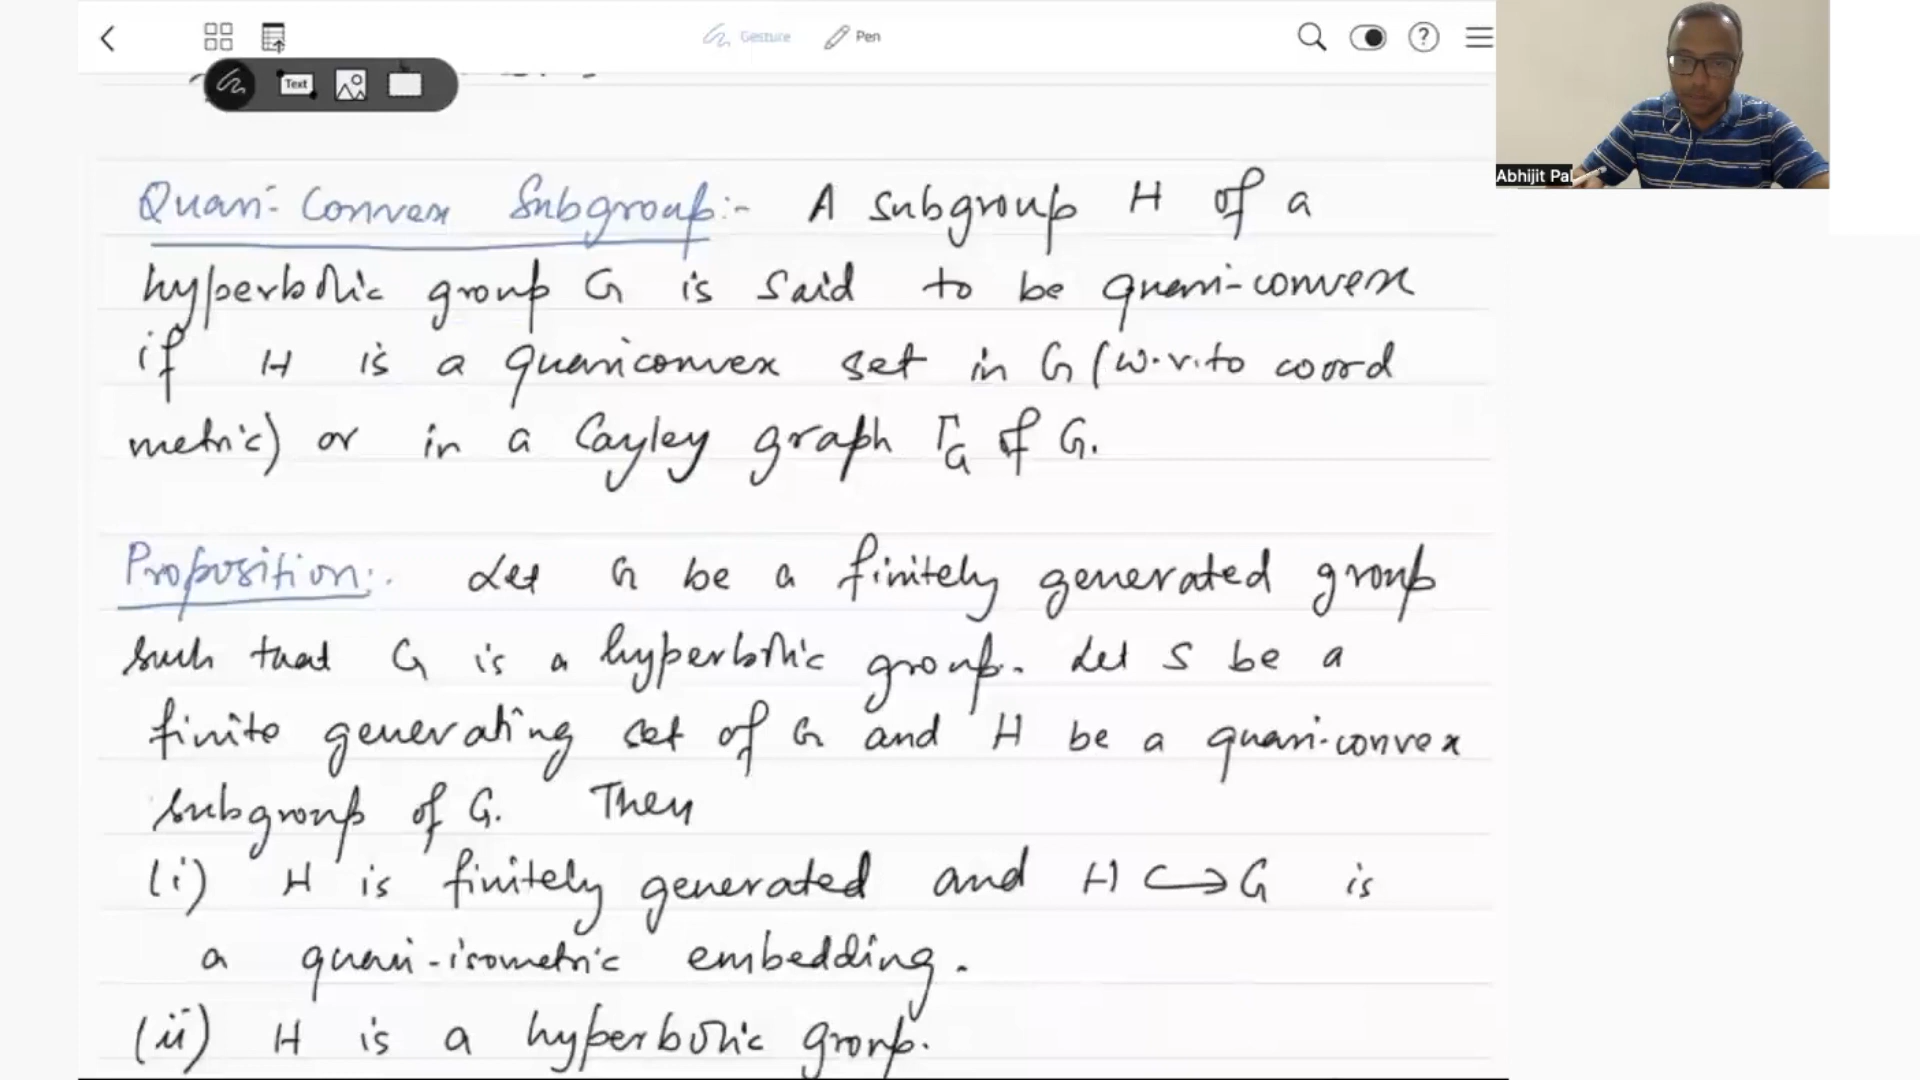 Gesture Pen
Text
Abhijit Pal
Quasi-Convex Subgroup:- A subgroup H of a
hyperbolic group G is said to be quasi-convex
if H is a quasiconvex set in G (w.r.to coord
metric) or in a Cayley graph Γ_G of G.
Proposition:. Let G be a finitely generated group
such that G is a hyperbolic group. Let S be a
finite generating set of G and H be a quasi-convex
subgroup of G. Then
(i) H is finitely generated and H ↪ G is
a quasi-isometric embedding.
(ii) H is a hyperbolic group.